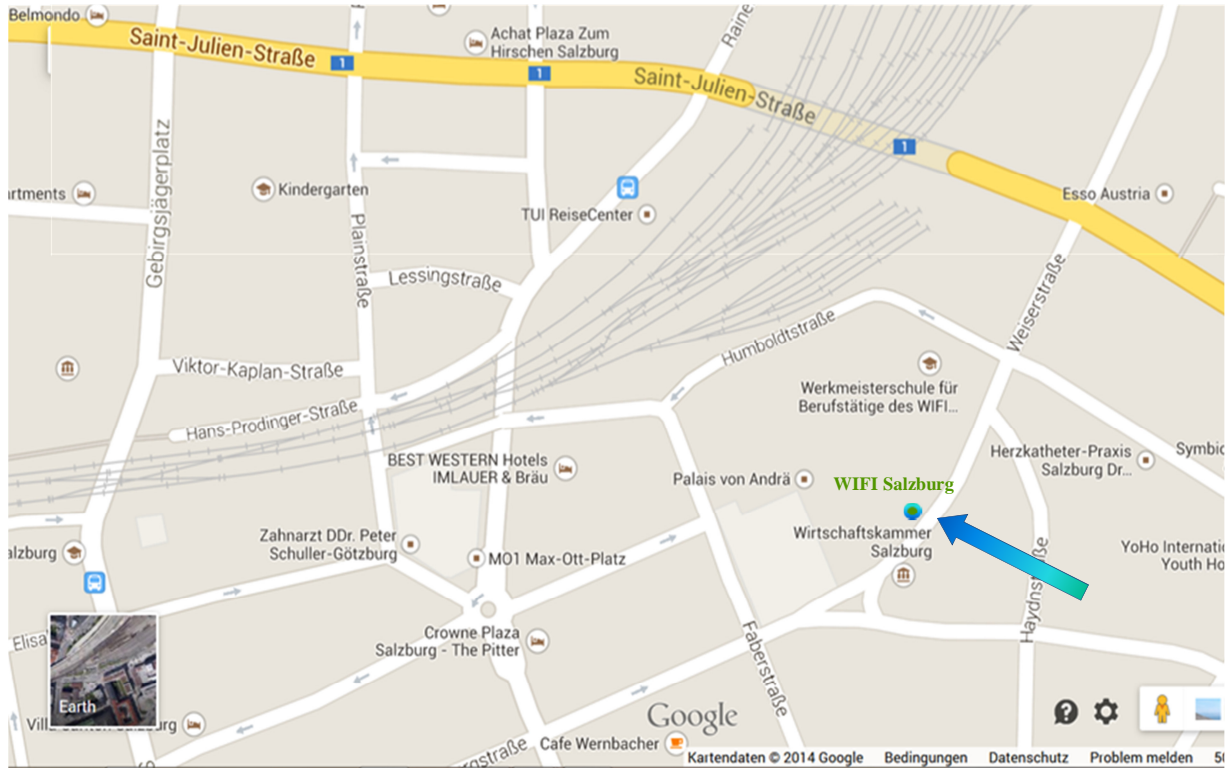 Belmondo
Saint-Julien-Straße
1
Achat Plaza Zum
Hirschen Salzburg
1
Saint-Julien-Straße
Raine
1
Esso Austria
Gebirgsjägerplatz
rtments
Kindergarten
Plainstraße
TUI ReiseCenter
Lessingstraße
Weiserstraße
Humboldtstraße
Viktor-Kaplan-Straße
Hans-Prodinger-Straße
Werkmeisterschule für
Berufstätige des WIFI...
BEST WESTERN Hotels
IMLAUER & Bräu
Palais von Andrä
WIFI Salzburg
Herzkatheter-Praxis
Salzburg Dr...
Symbio
Wirtschaftskammer
Salzburg
Zahnarzt DDr. Peter
Schuller-Götzburg
MO1 Max-Ott-Platz
alzburg
YoHo Internatio
Youth Ho
Haydnstraße
Elisa
Crowne Plaza
Salzburg - The Pitter
Faberstraße
Earth
Google
Cafe Wernbacher
Kartendaten © 2014 Google
Bedingungen
Datenschutz
Problem melden